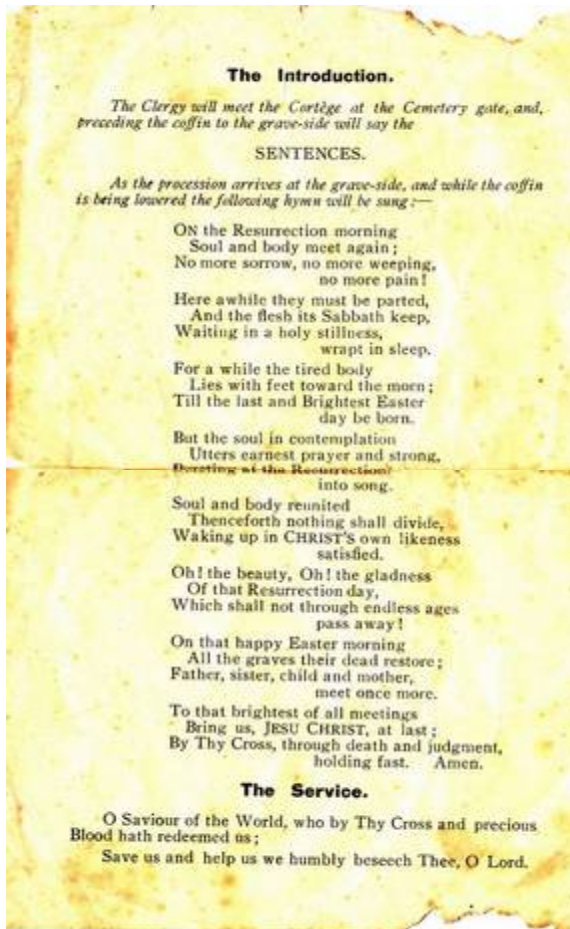 The Introduction.
The Clergy will meet the Cortège at the Cemetery gate, and,
preceding the coffin to the grave-side will say the
SENTENCES.
As the procession arrives at the grave-side, and while the coffin
is being lowered the following hymn will be sung :—
ON the Resurrection morning
Soul and body meet again ;
No more sorrow, no more weeping,
no more pain !
Here awhile they must be parted,
And the flesh its Sabbath keep,
Waiting in a holy stillness,
wrapt in sleep.
For a while the tired body
Lies with feet toward the morn ;
Till the last and Brightest Easter
day be born.
But the soul in contemplation
Utters earnest prayer and strong,
Bursting at the Resurrection
into song.
Soul and body reunited
Thenceforth nothing shall divide,
Waking up in CHRIST'S own likeness
satisfied.
Oh ! the beauty, Oh ! the gladness
Of that Resurrection day,
Which shall not through endless ages
pass away !
On that happy Easter morning
All the graves their dead restore ;
Father, sister, child and mother,
meet once more.
To that brightest of all meetings
Bring us, JESU CHRIST, at last ;
By Thy Cross, through death and judgment,
holding fast. Amen.
The Service.
O Saviour of the World, who by Thy Cross and precious
Blood hath redeemed us ;
Save us and help us we humbly beseech Thee, O Lord.